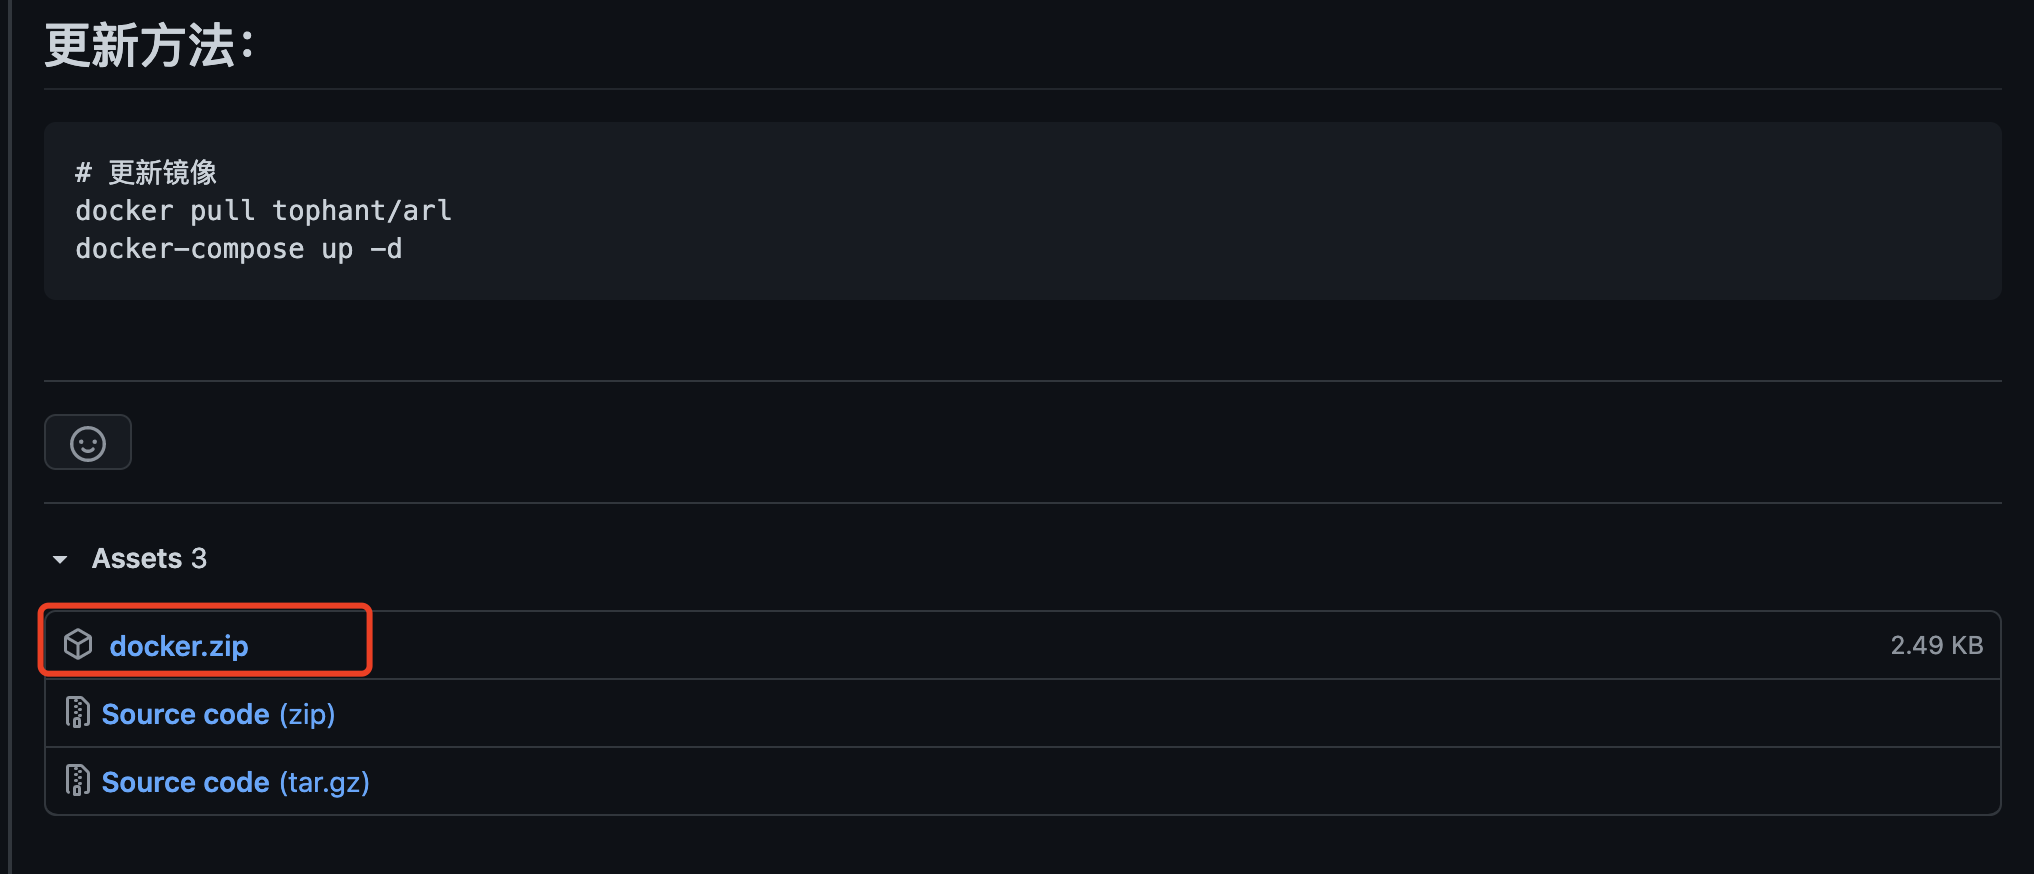 更新方法：
# 更新镜像
docker pull tophant/arl
docker-compose up -d
Assets 3
docker.zip 2.49 KB
Source code (zip)
Source code (tar.gz)